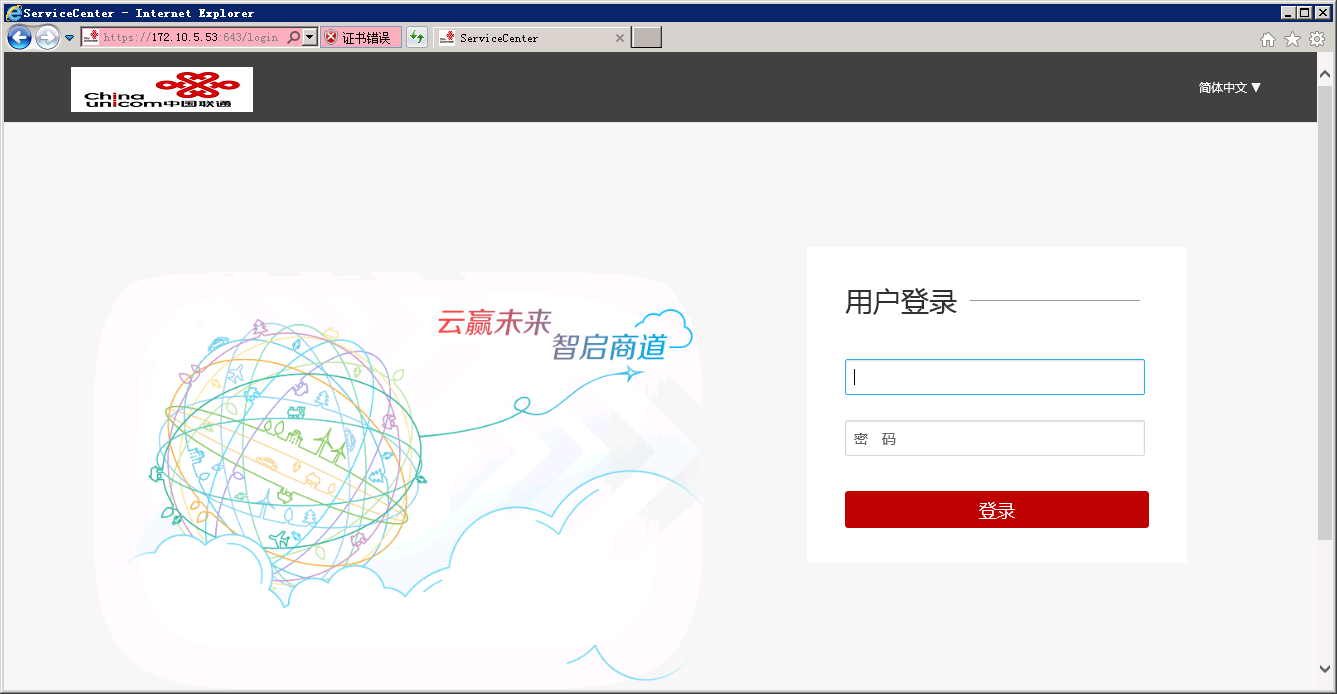 ServiceCenter - Internet Explorer
https://172.10.5.53:643/login
证书错误
ServiceCenter
China
unicom中国联通
简体中文▼
云赢未来
智启商道
用户登录
密 码
登录